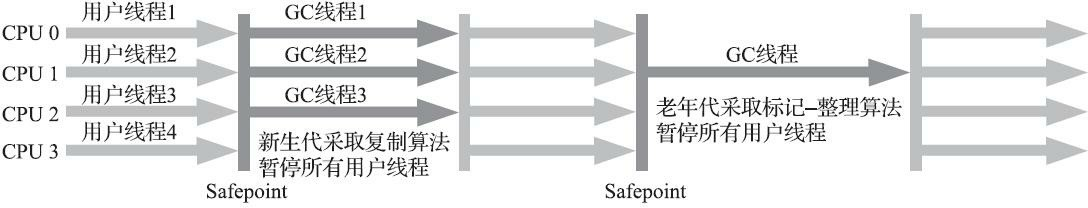 CPU 0
CPU 1
CPU 2
CPU 3
用户线程1
用户线程2
用户线程3
用户线程4
Safepoint
GC线程1
GC线程2
GC线程3
新生代采取复制算法
暂停所有用户线程
Safepoint
GC线程
老年代采取标记–整理算法
暂停所有用户线程